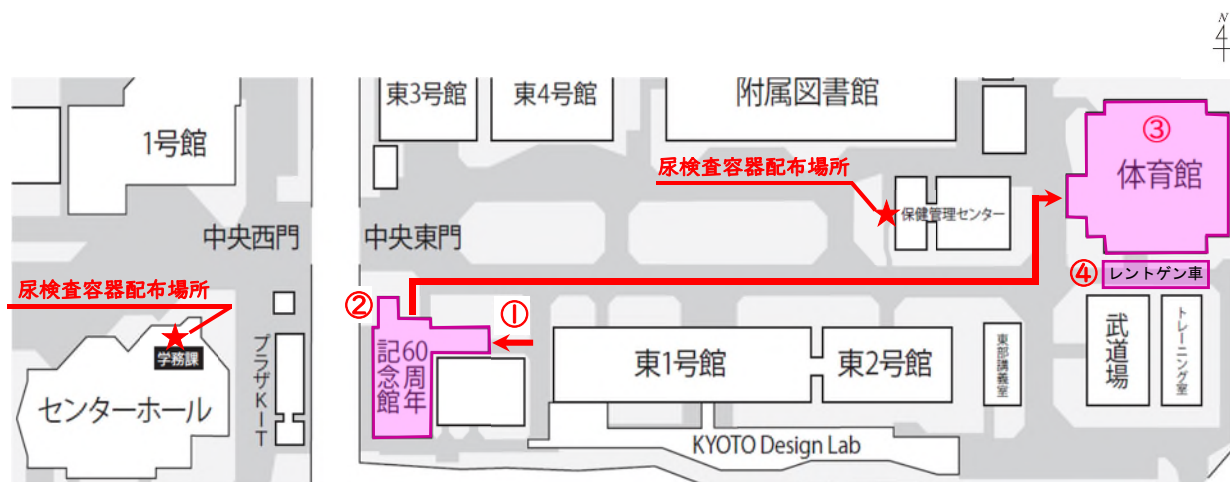 N
東3号館
東4号館
附属図書館
1号館
③
体育館
尿検査容器配布場所
保健管理センター
中央西門
中央東門
尿検査容器配布場所
④
レントゲン車
②
①
学務課
センターホール
プラザKIT
60周年
記念館
東1号館
東2号館
東部講義室
武道場
トレーニング室
KYOTO Design Lab